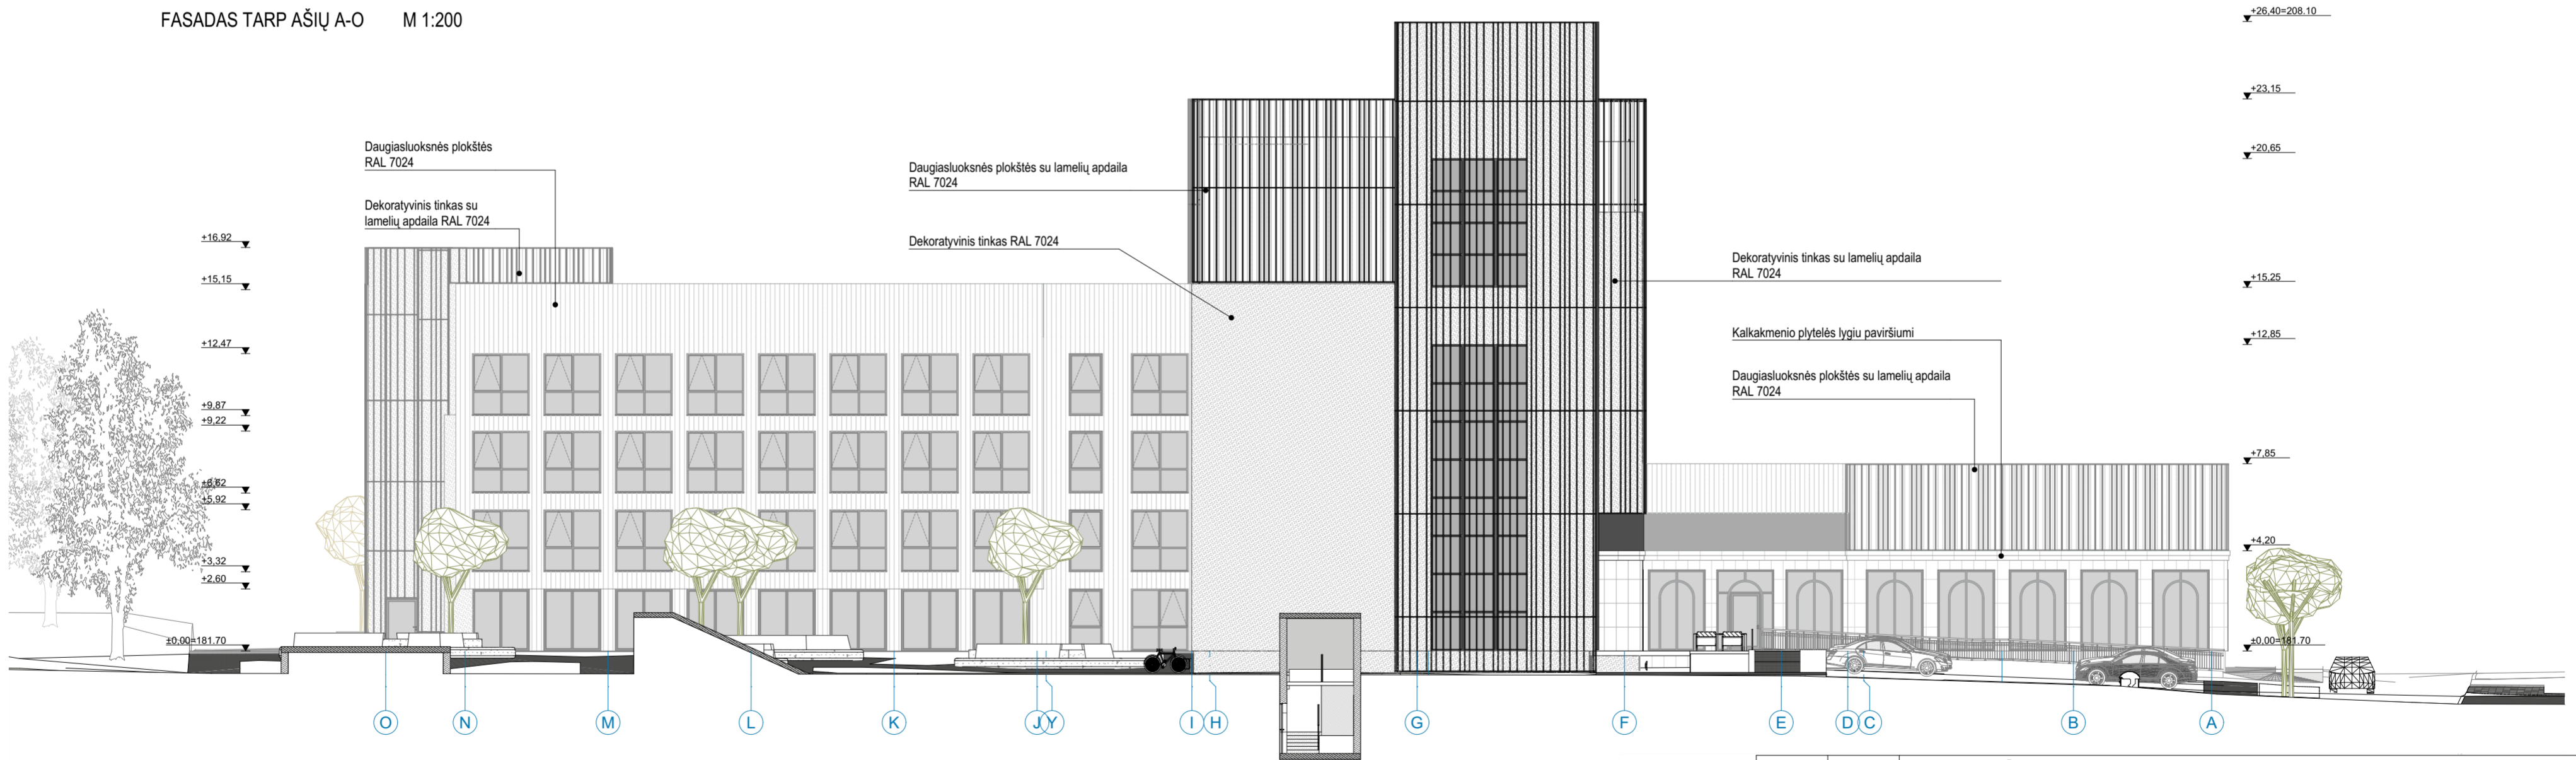 FASADAS TARP AŠIŲ A-O M 1:200
+26,40=208.10
+23,15
+20,65
+15,25
+12,85
+7,85
+4,20
±0,00=181.70
Daugiasluoksnės plokštės
RAL 7024
Dekoratyvinis tinkas su
lamelių apdaila RAL 7024
Daugiasluoksnės plokštės su lamelių apdaila
RAL 7024
Dekoratyvinis tinkas RAL 7024
Dekoratyvinis tinkas su lamelių apdaila
RAL 7024
Kalkakmenio plytelės lygiu paviršiumi
Daugiasluoksnės plokštės su lamelių apdaila
RAL 7024
+16,92
+15,15
+12,47
+9,87
+9,22
+6,62
+5,92
+3,32
+2,60
±0,00=181.70
O N M L K J Y I H G F E D C B A